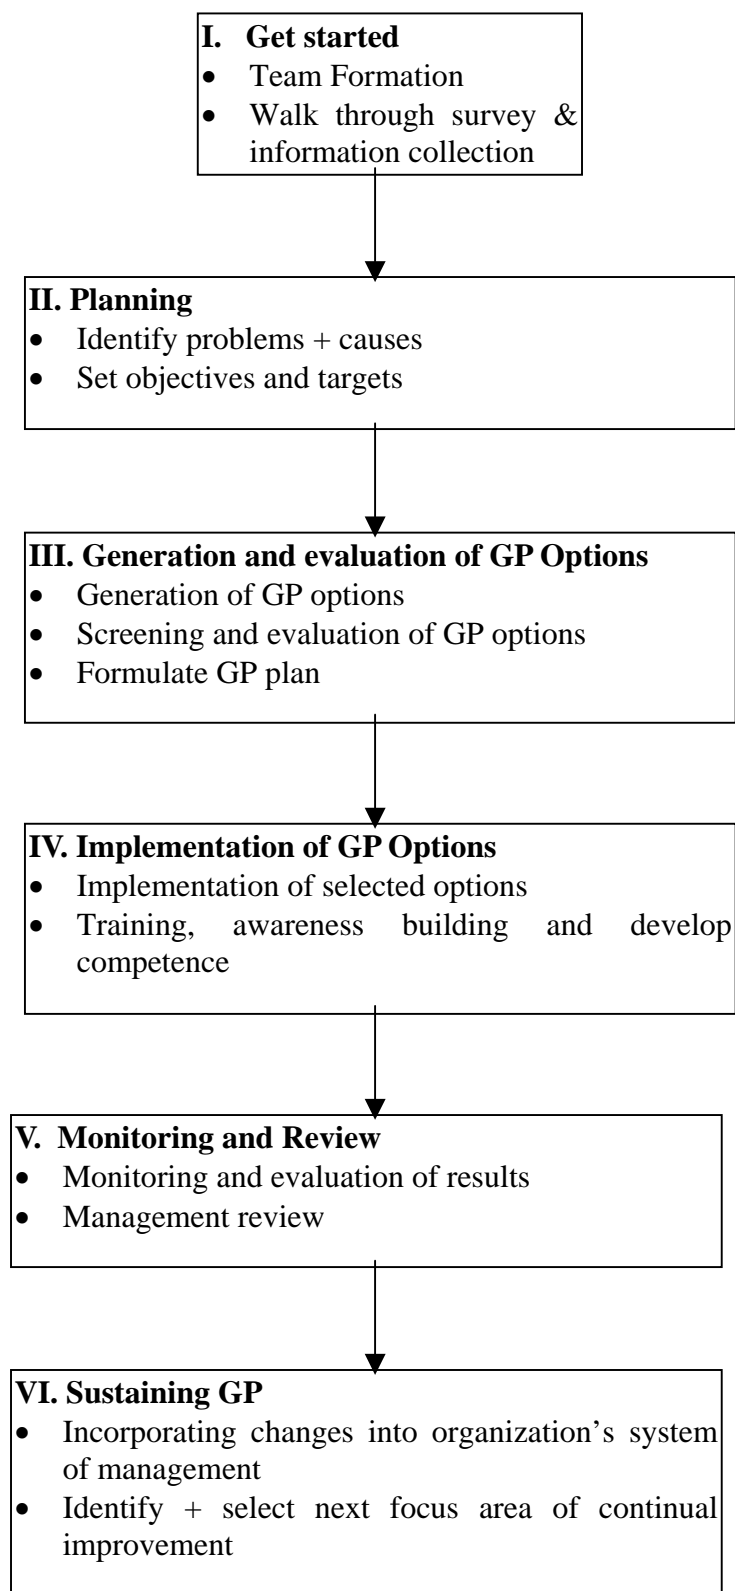 I. Get started
• Team Formation
• Walk through survey &
information collection
II. Planning
• Identify problems + causes
• Set objectives and targets
III. Generation and evaluation of GP Options
• Generation of GP options
• Screening and evaluation of GP options
• Formulate GP plan
IV. Implementation of GP Options
• Implementation of selected options
• Training, awareness building and develop
competence
V. Monitoring and Review
• Monitoring and evaluation of results
• Management review
VI. Sustaining GP
• Incorporating changes into organization’s system
of management
• Identify + select next focus area of continual
improvement